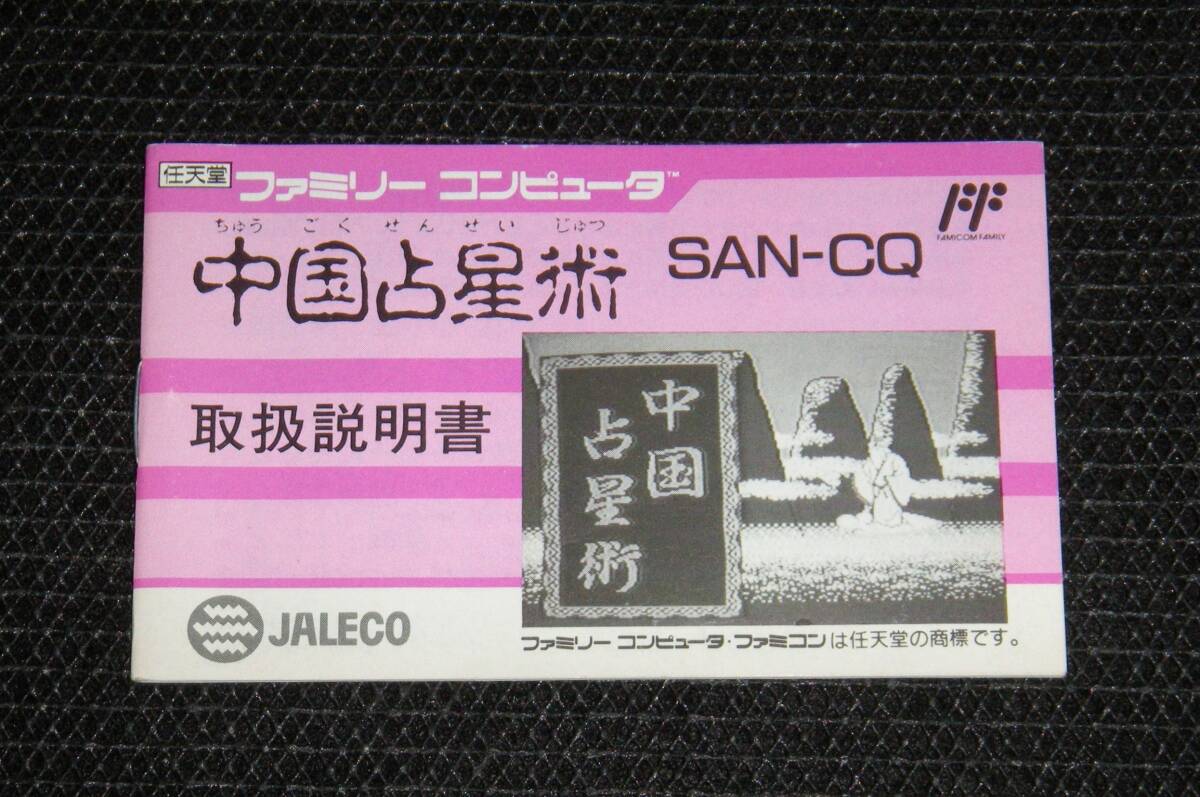 任天堂 ファミリー コンピュータ™
FAMICOM FAMILY
ちゅう ごく せん せい じゅつ
中国占星術 SAN-CQ
取扱説明書
中国
占星術
JALECO
ファミリー コンピュータ・ファミコンは任天堂の商標です。